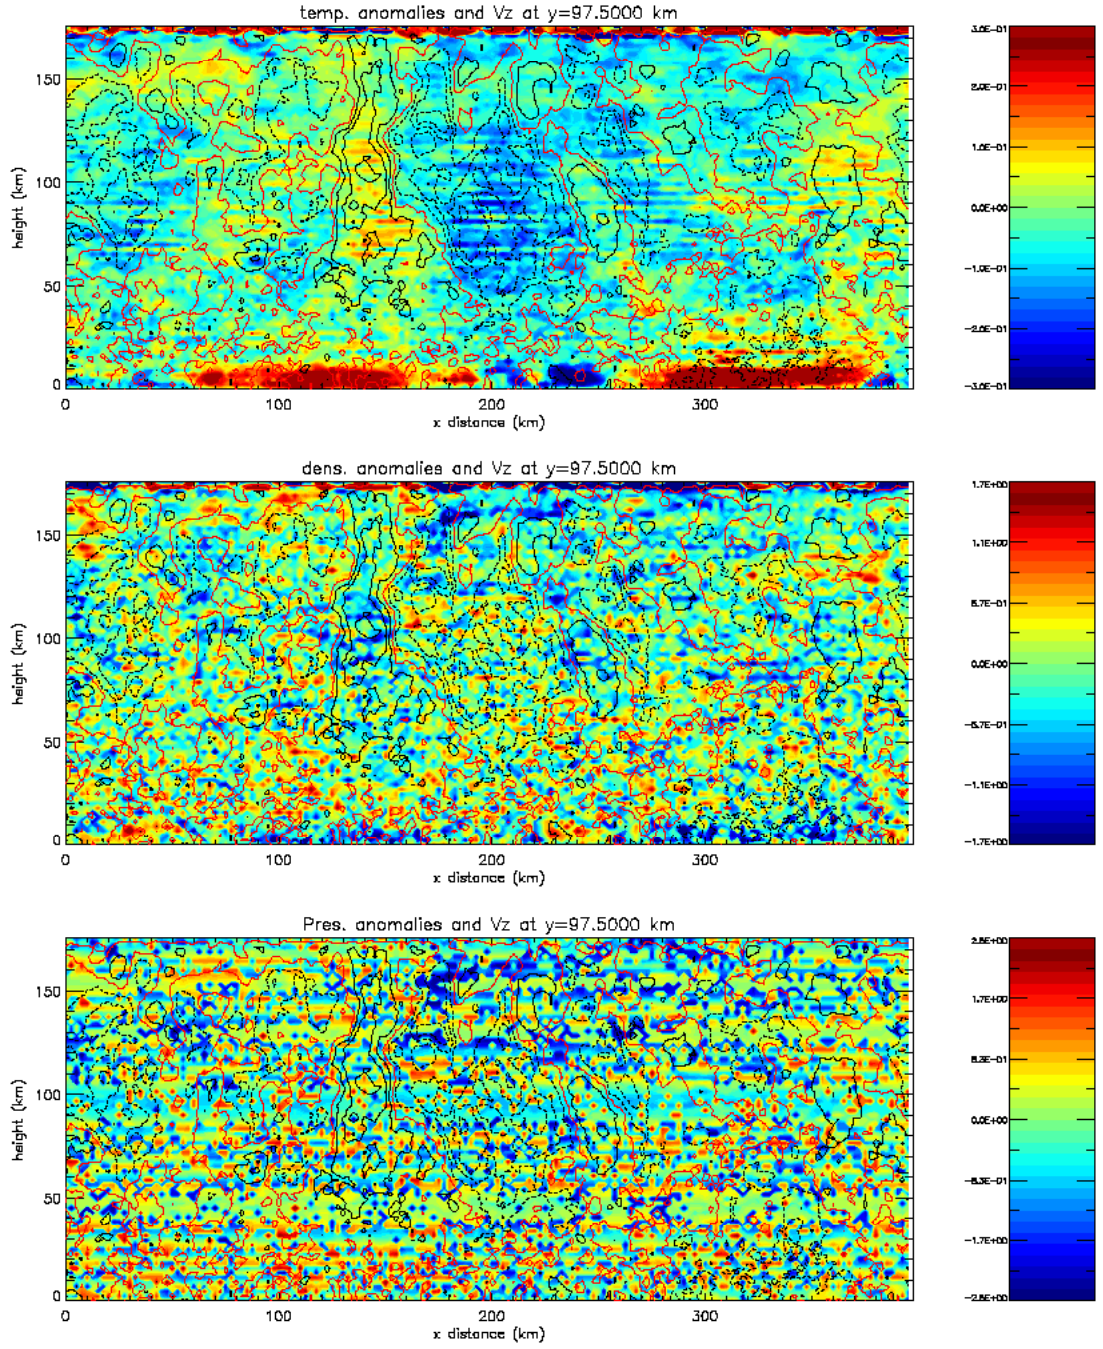 temp. anomalies and Vz at y=97.5000 km
height (km)
150
100
50
0
0
100
200
300
x distance (km)
3.0E-01
2.0E-01
1.0E-01
0.0E+00
-1.0E-01
-2.0E-01
-3.0E-01
dens. anomalies and Vz at y=97.5000 km
height (km)
150
100
50
0
0
100
200
300
x distance (km)
1.7E+00
1.1E+00
5.7E-01
0.0E+00
-5.7E-01
-1.1E+00
-1.7E+00
Pres. anomalies and Vz at y=97.5000 km
height (km)
150
100
50
0
0
100
200
300
x distance (km)
2.5E+00
1.7E+00
8.3E-01
0.0E+00
-8.3E-01
-1.7E+00
-2.5E+00